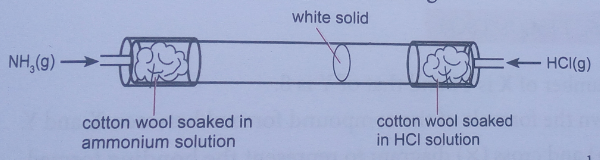 white solid
NH₃(g)
HCl(g)
cotton wool soaked in
ammonium solution
cotton wool soaked
in HCl solution